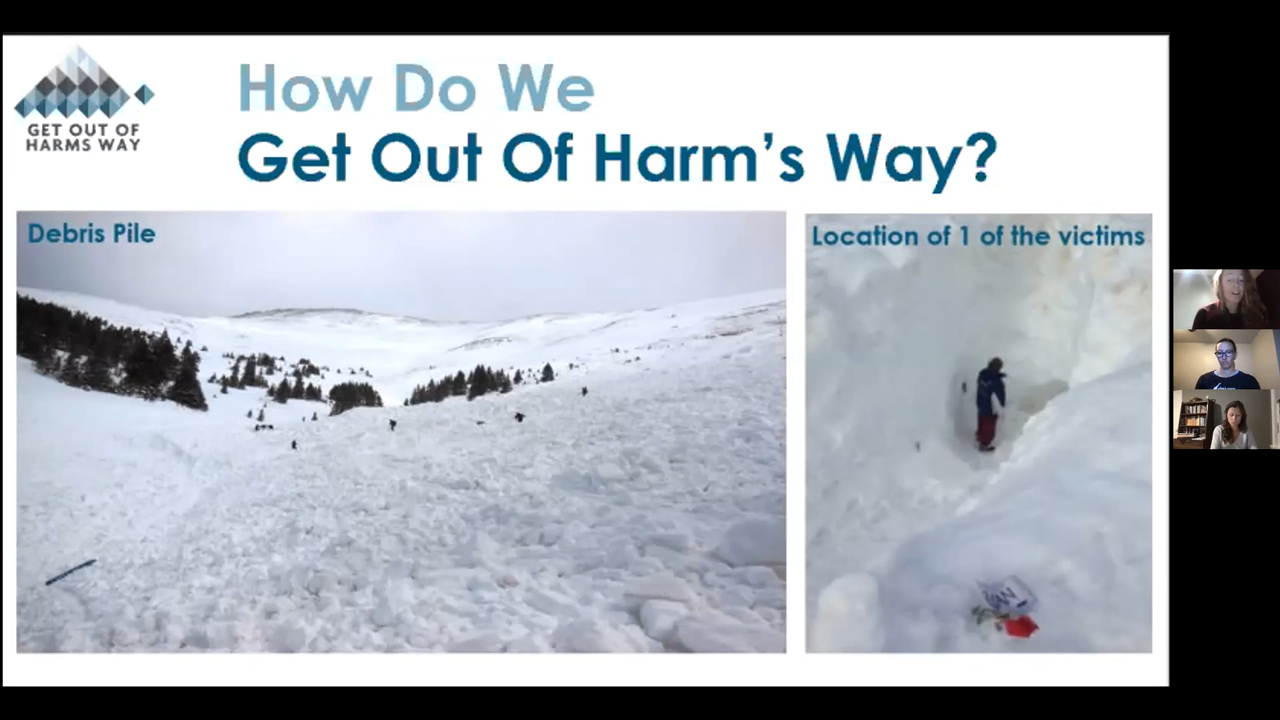 GET OUT OF
HARMS WAY
How Do We
Get Out Of Harm's Way?
Debris Pile
Location of 1 of the victims